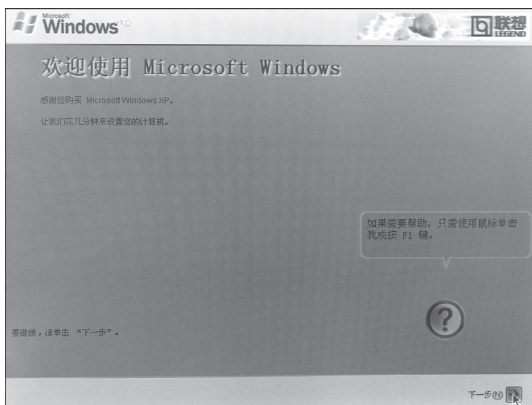 Microsoft
Windows XP
联想
LEGEND
欢迎使用 Microsoft Windows
感谢您购买 Microsoft Windows XP。
让我们花几分钟来设置您的计算机。
如果需要帮助，只需使用鼠标单击
我或按 F1 键。
?
要继续，请单击 “下一步”。
下一步(N)